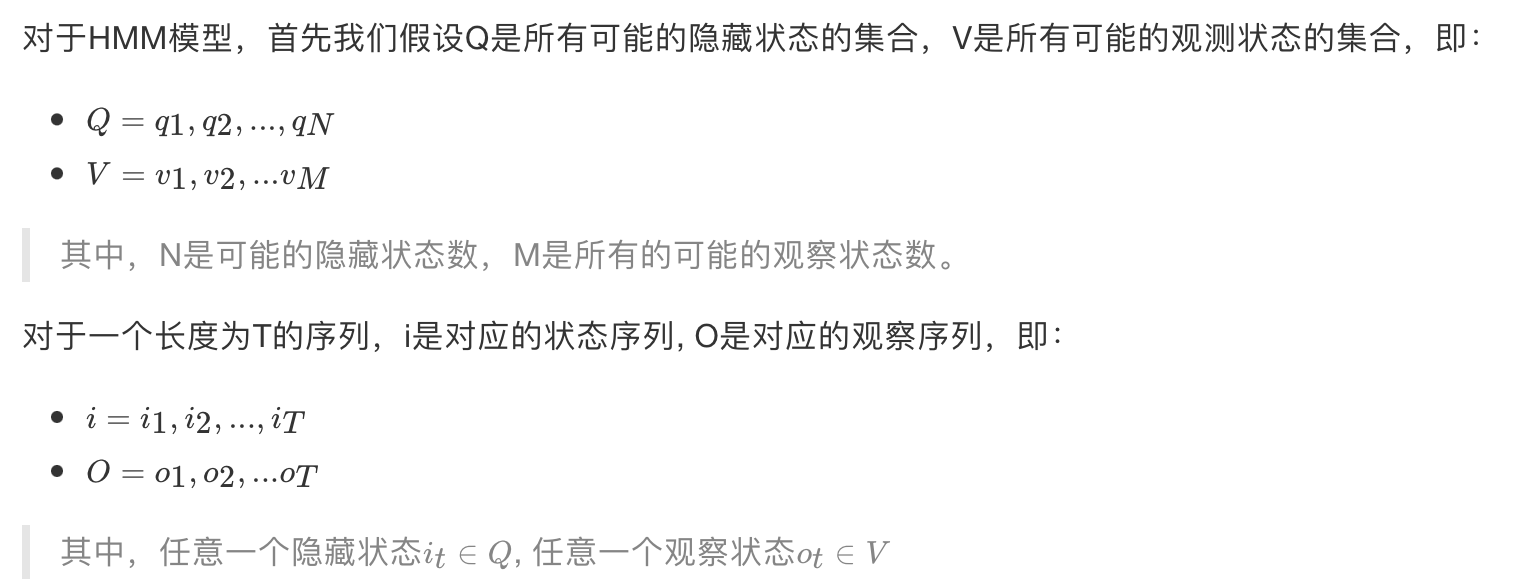 对于HMM模型，首先我们假设Q是所有可能的隐藏状态的集合，V是所有可能的观测状态的集合，即：
• Q = q1, q2, ..., qN
• V = v1, v2, ...vM
其中，N是可能的隐藏状态数，M是所有的可能的观察状态数。
对于一个长度为T的序列，i是对应的状态序列, O是对应的观察序列，即：
• i = i1, i2, ..., iT
• O = o1, o2, ...oT
其中，任意一个隐藏状态it ∈ Q, 任意一个观察状态ot ∈ V